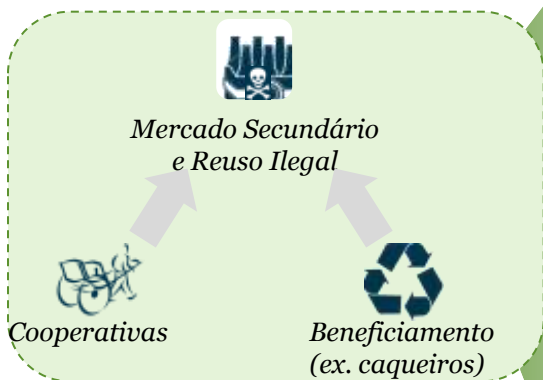 Mercado Secundário
e Reuso Ilegal
Cooperativas
Beneficiamento
(ex. caqueiros)